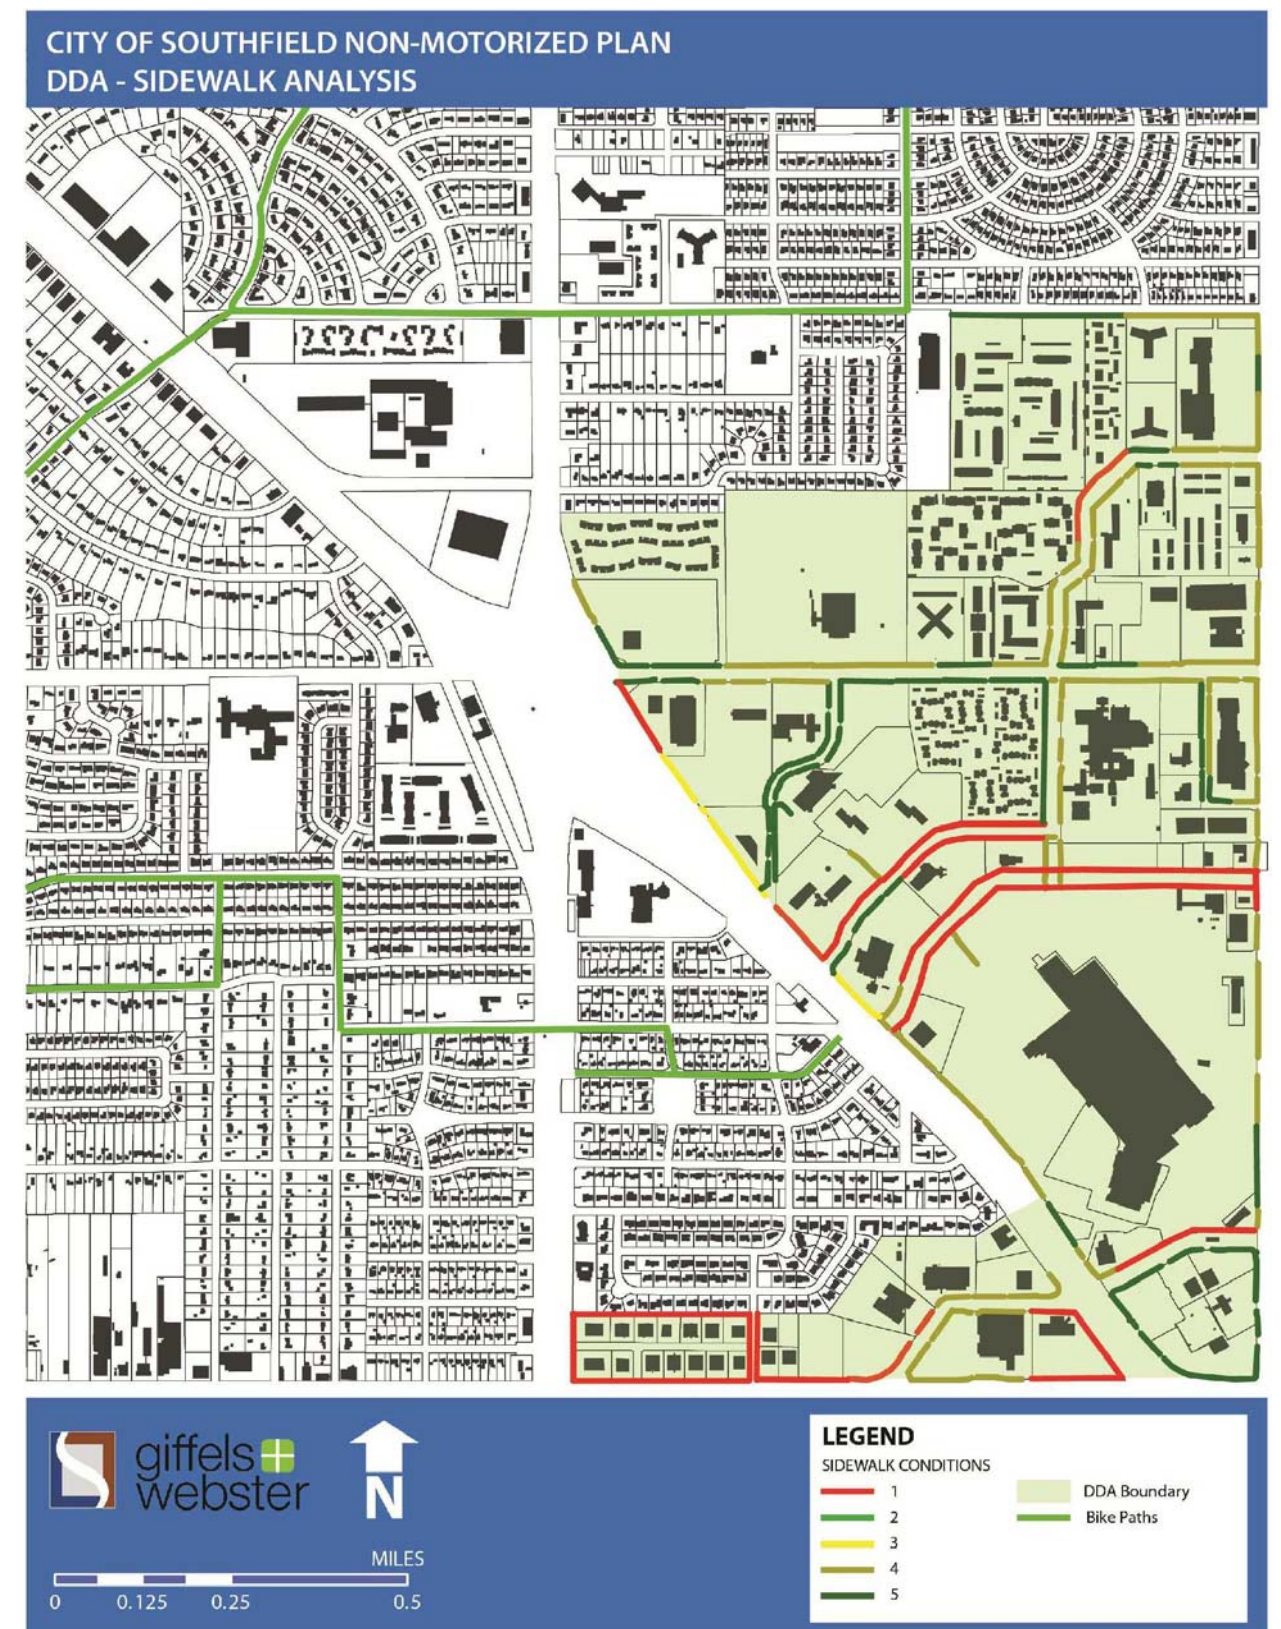 CITY OF SOUTHFIELD NON-MOTORIZED PLAN
DDA - SIDEWALK ANALYSIS
giffels
webster
N
MILES
0 0.125 0.25 0.5
LEGEND
SIDEWALK CONDITIONS
1
2
3
4
5
DDA Boundary
Bike Paths